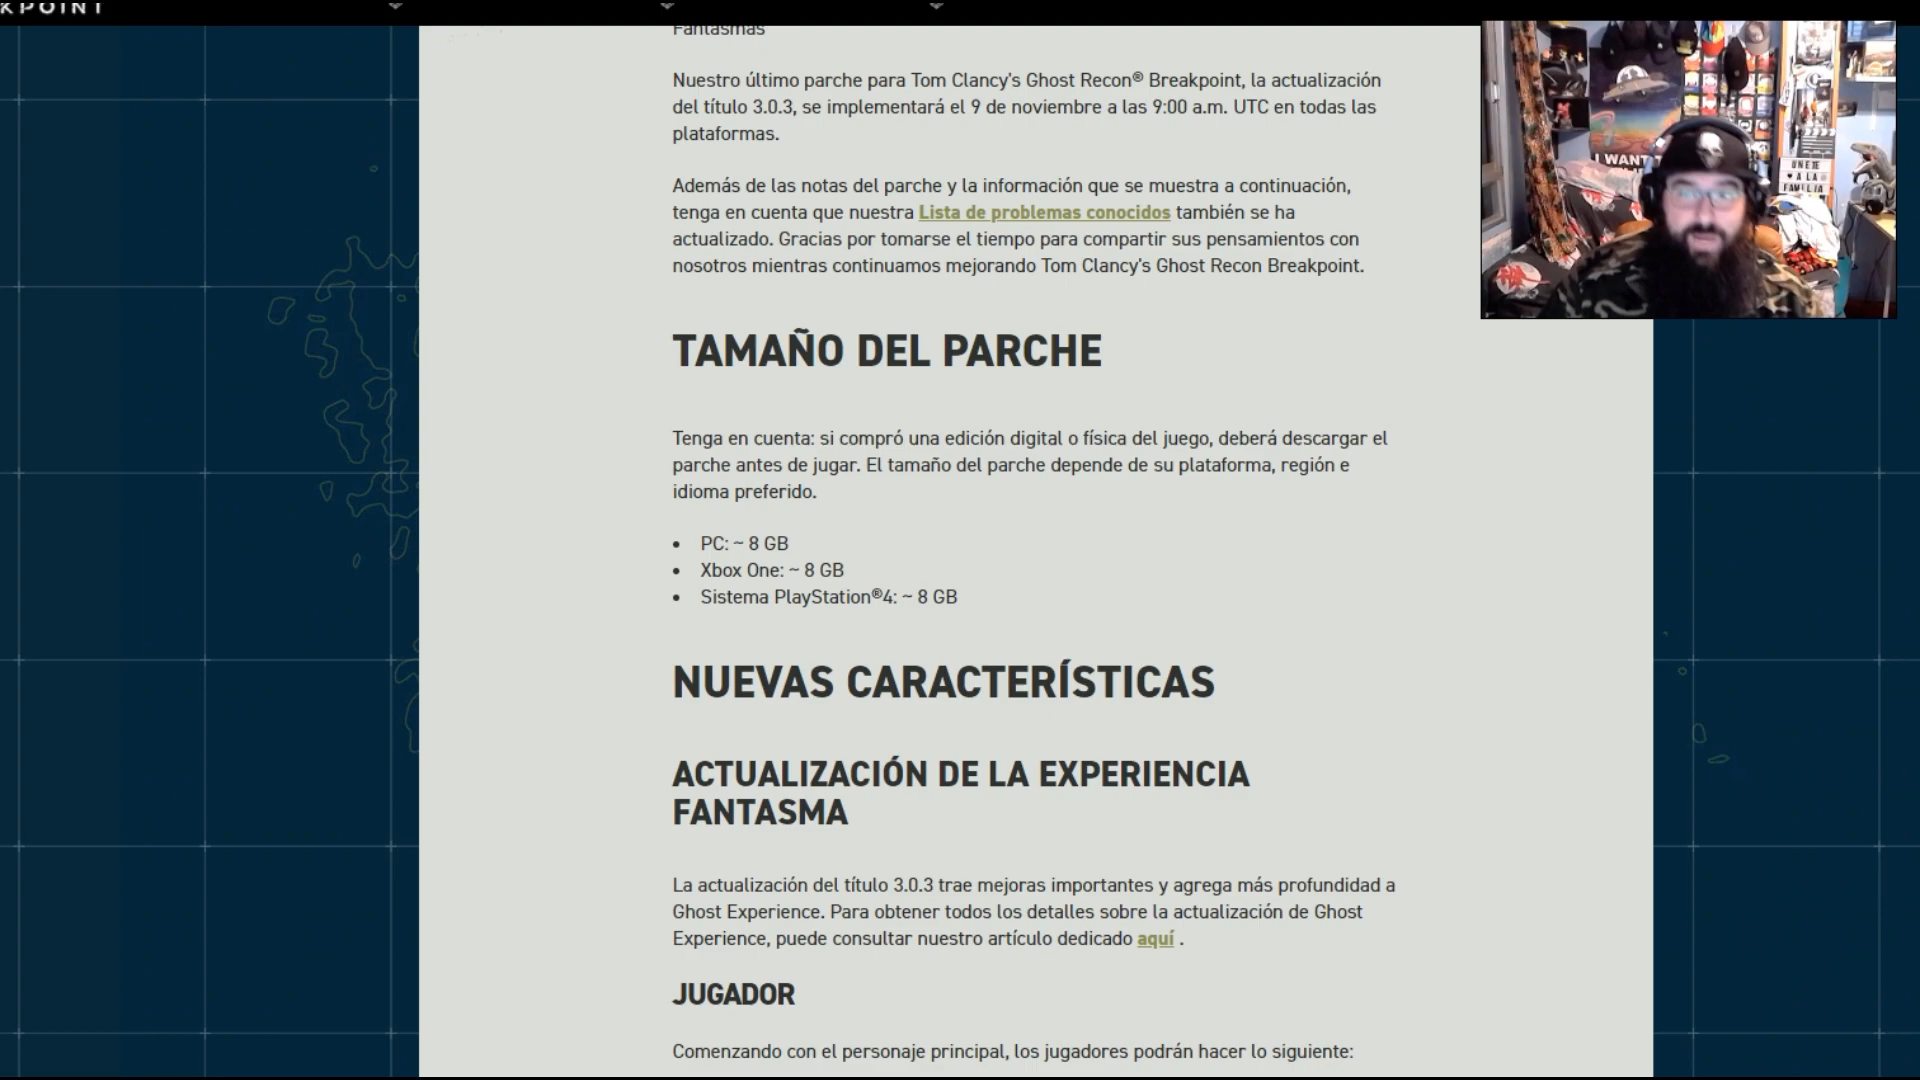 KPOINT
Fantasmas
Nuestro último parche para Tom Clancy's Ghost Recon® Breakpoint, la actualización
del título 3.0.3, se implementará el 9 de noviembre a las 9:00 a.m. UTC en todas las
plataformas.
Además de las notas del parche y la información que se muestra a continuación,
tenga en cuenta que nuestra Lista de problemas conocidos también se ha
actualizado. Gracias por tomarse el tiempo para compartir sus pensamientos con
nosotros mientras continuamos mejorando Tom Clancy's Ghost Recon Breakpoint.
TAMAÑO DEL PARCHE
Tenga en cuenta: si compró una edición digital o física del juego, deberá descargar el
parche antes de jugar. El tamaño del parche depende de su plataforma, región e
idioma preferido.
• PC: ~ 8 GB
• Xbox One: ~ 8 GB
• Sistema PlayStation®4: ~ 8 GB
NUEVAS CARACTERÍSTICAS
ACTUALIZACIÓN DE LA EXPERIENCIA
FANTASMA
La actualización del título 3.0.3 trae mejoras importantes y agrega más profundidad a
Ghost Experience. Para obtener todos los detalles sobre la actualización de Ghost
Experience, puede consultar nuestro artículo dedicado aquí .
JUGADOR
Comenzando con el personaje principal, los jugadores podrán hacer lo siguiente:
I WANT
UNETE
A LA
FAMILIA